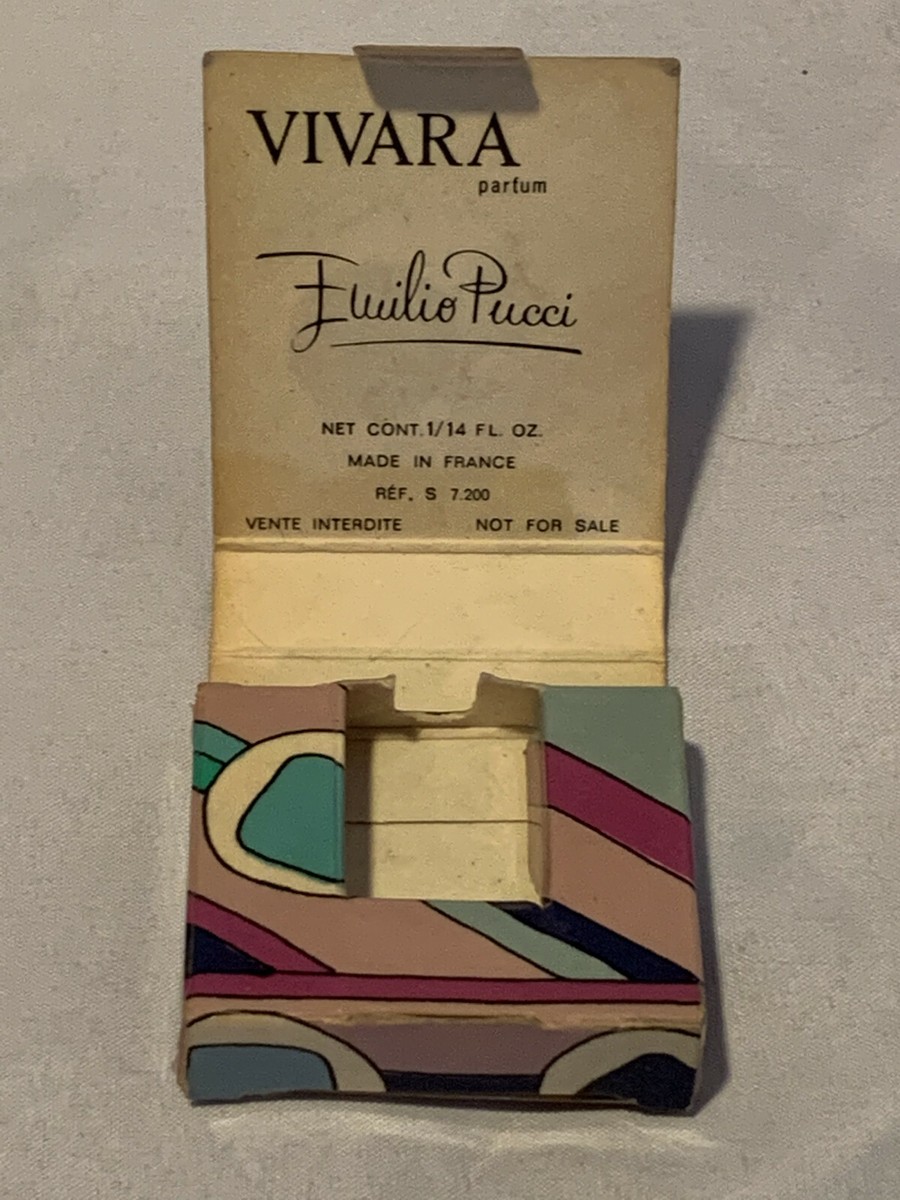 VIVARA
parfum
Emilio Pucci
NET CONT. 1/14 FL. OZ.
MADE IN FRANCE
RÉF. S 7.200
VENTE INTERDITE NOT FOR SALE